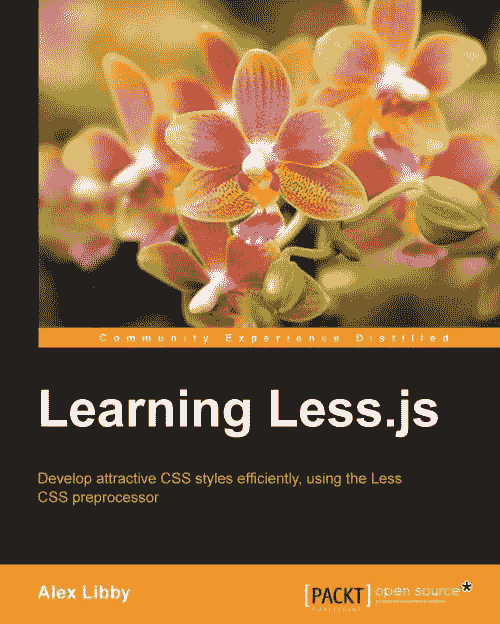 Community Experience Distilled
Learning Less.js
Develop attractive CSS styles efficiently, using the Less
CSS preprocessor
Alex Libby
[PACKT] open source*
PUBLISHING